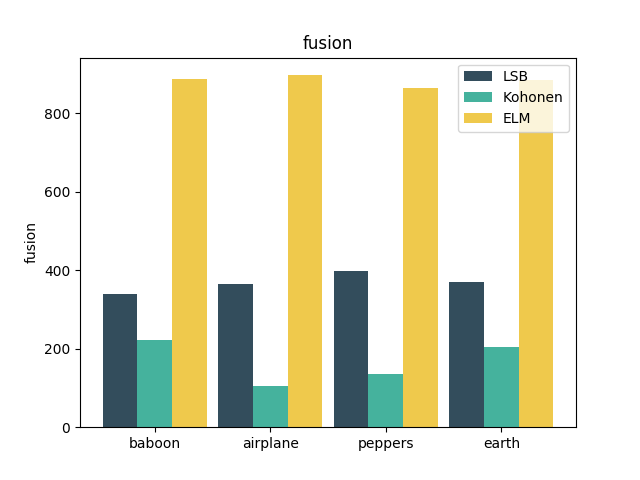 fusion
LSB
Kohonen
ELM
800
600
400
200
0
fusion
baboon airplane peppers earth